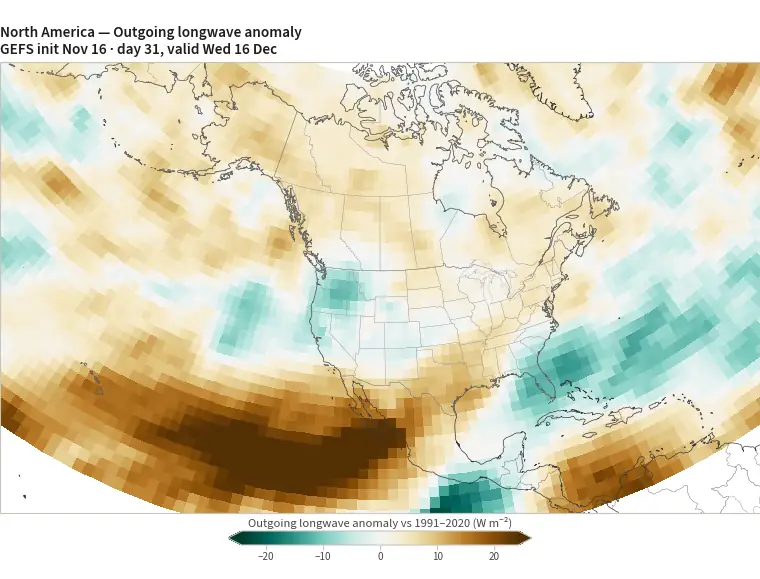 North America — Outgoing longwave anomaly
GEFS init Nov 16 · day 31, valid Wed 16 Dec
Outgoing longwave anomaly vs 1991–2020 (W m⁻²)
−20 −10 0 10 20